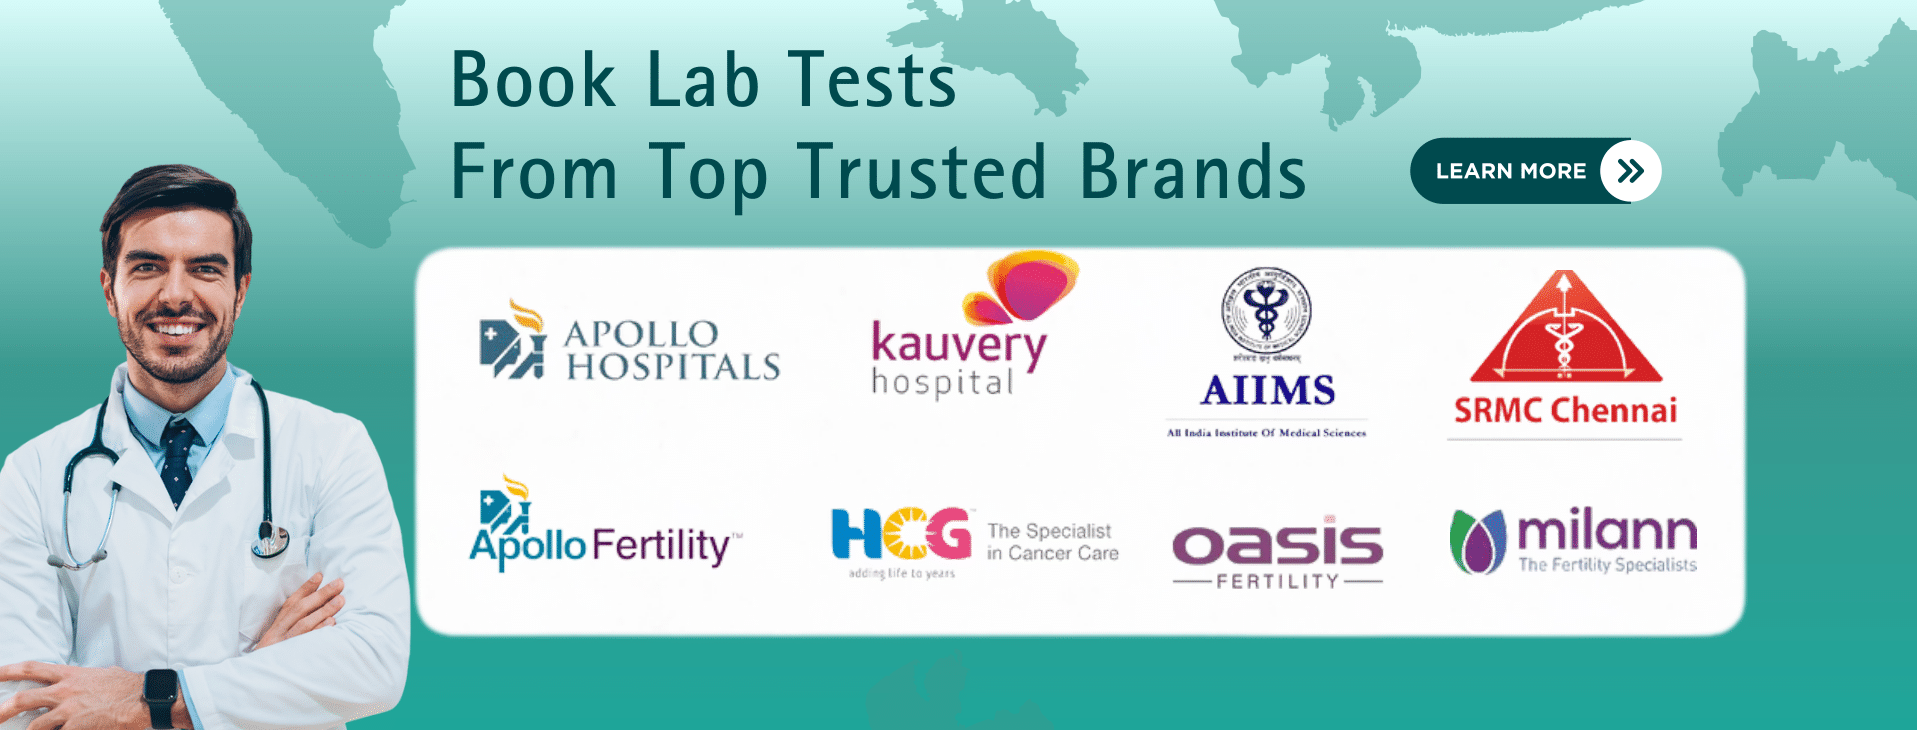 Book Lab Tests
From Top Trusted Brands
LEARN MORE
APOLLO
HOSPITALS
kauvery
hospital
AIIMS
All India Institute Of Medical Sciences
SRMC Chennai
Apollo Fertility™
HCG
adding life to years
The Specialist
in Cancer Care
oasis
FERTILITY
milann
The Fertility Specialists